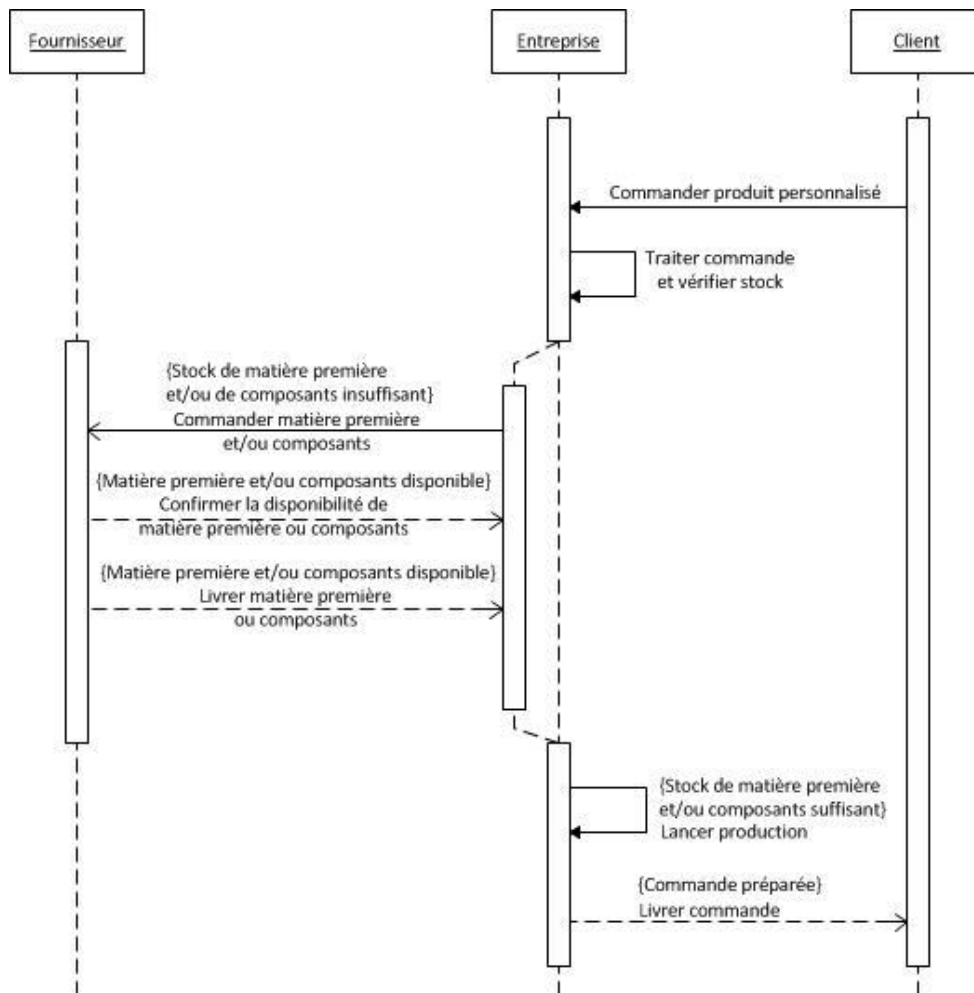 Fournisseur
Entreprise
Client
Commander produit personnalisé
Traiter commande
et vérifier stock
{Stock de matière première
et/ou de composants insuffisant}
Commander matière première
et/ou composants
{Matière première et/ou composants disponible}
Confirmer la disponibilité de
matière première ou composants
{Matière première et/ou composants disponible}
Livrer matière première
ou composants
{Stock de matière première
et/ou composants suffisant}
Lancer production
{Commande préparée}
Livrer commande